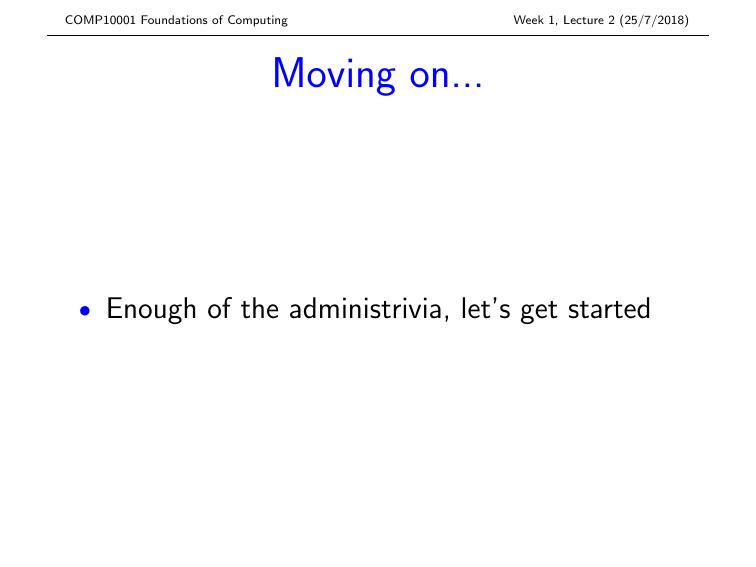 COMP10001 Foundations of Computing Week 1, Lecture 2 (25/7/2018)
Moving on...
• Enough of the administrivia, let's get started